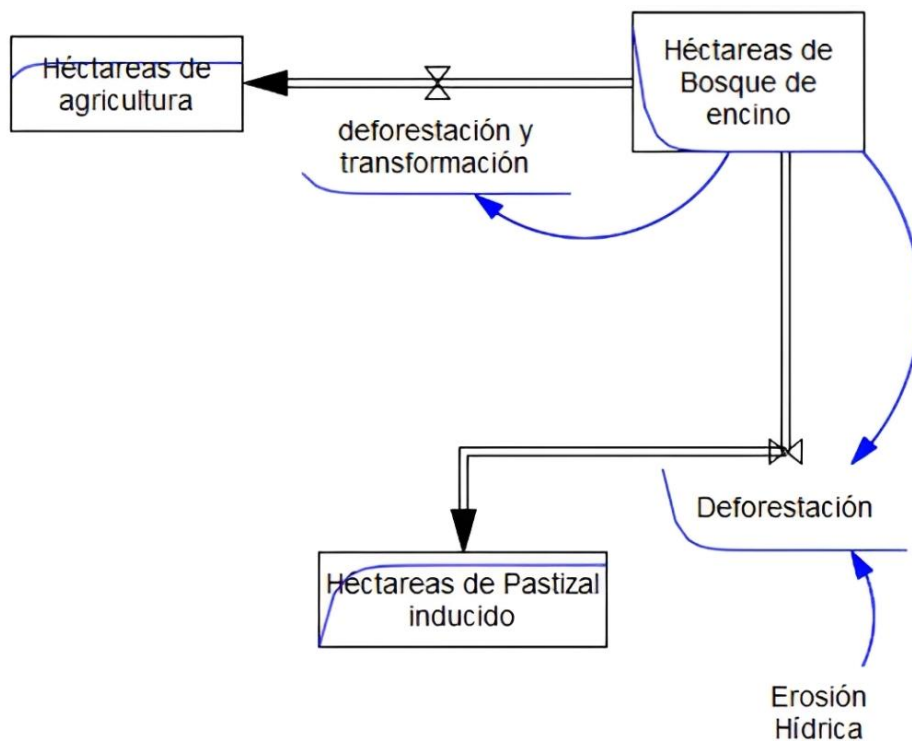 Héctareas de
agricultura
Héctareas de
Bosque de
encino
deforestación y
transformación
Deforestación
Héctareas de Pastizal
inducido
Erosión
Hídrica